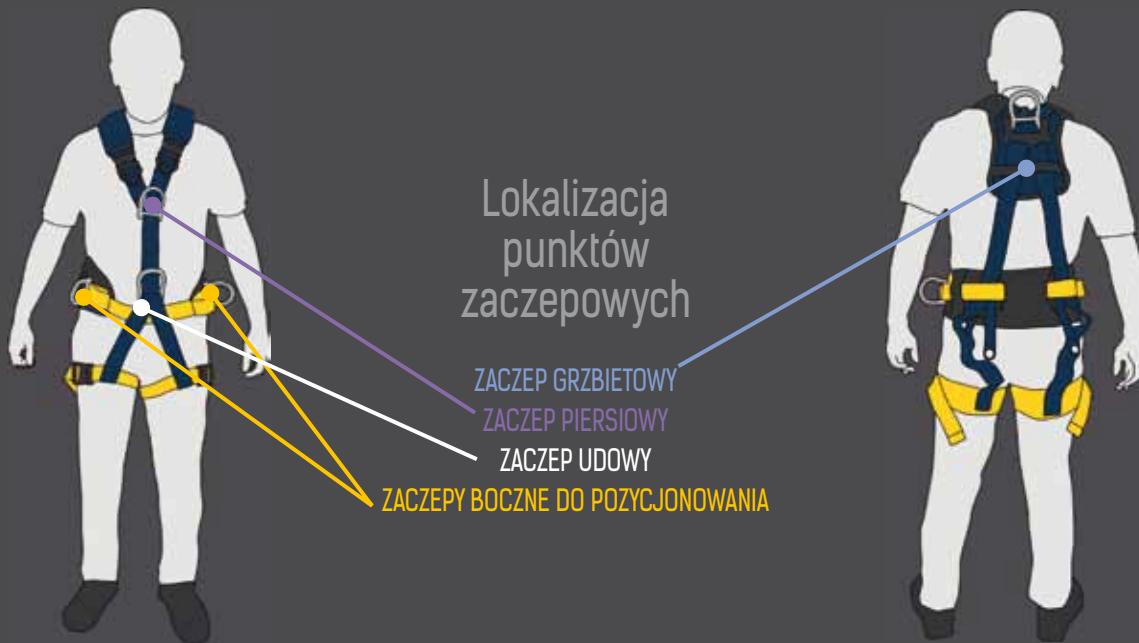 Lokalizacja
punktów
zaczepowych
ZACZEP GRZBIETOWY
ZACZEP PIERSIOWY
ZACZEP UDOWY
ZACZEPY BOCZNE DO POZYCJONOWANIA